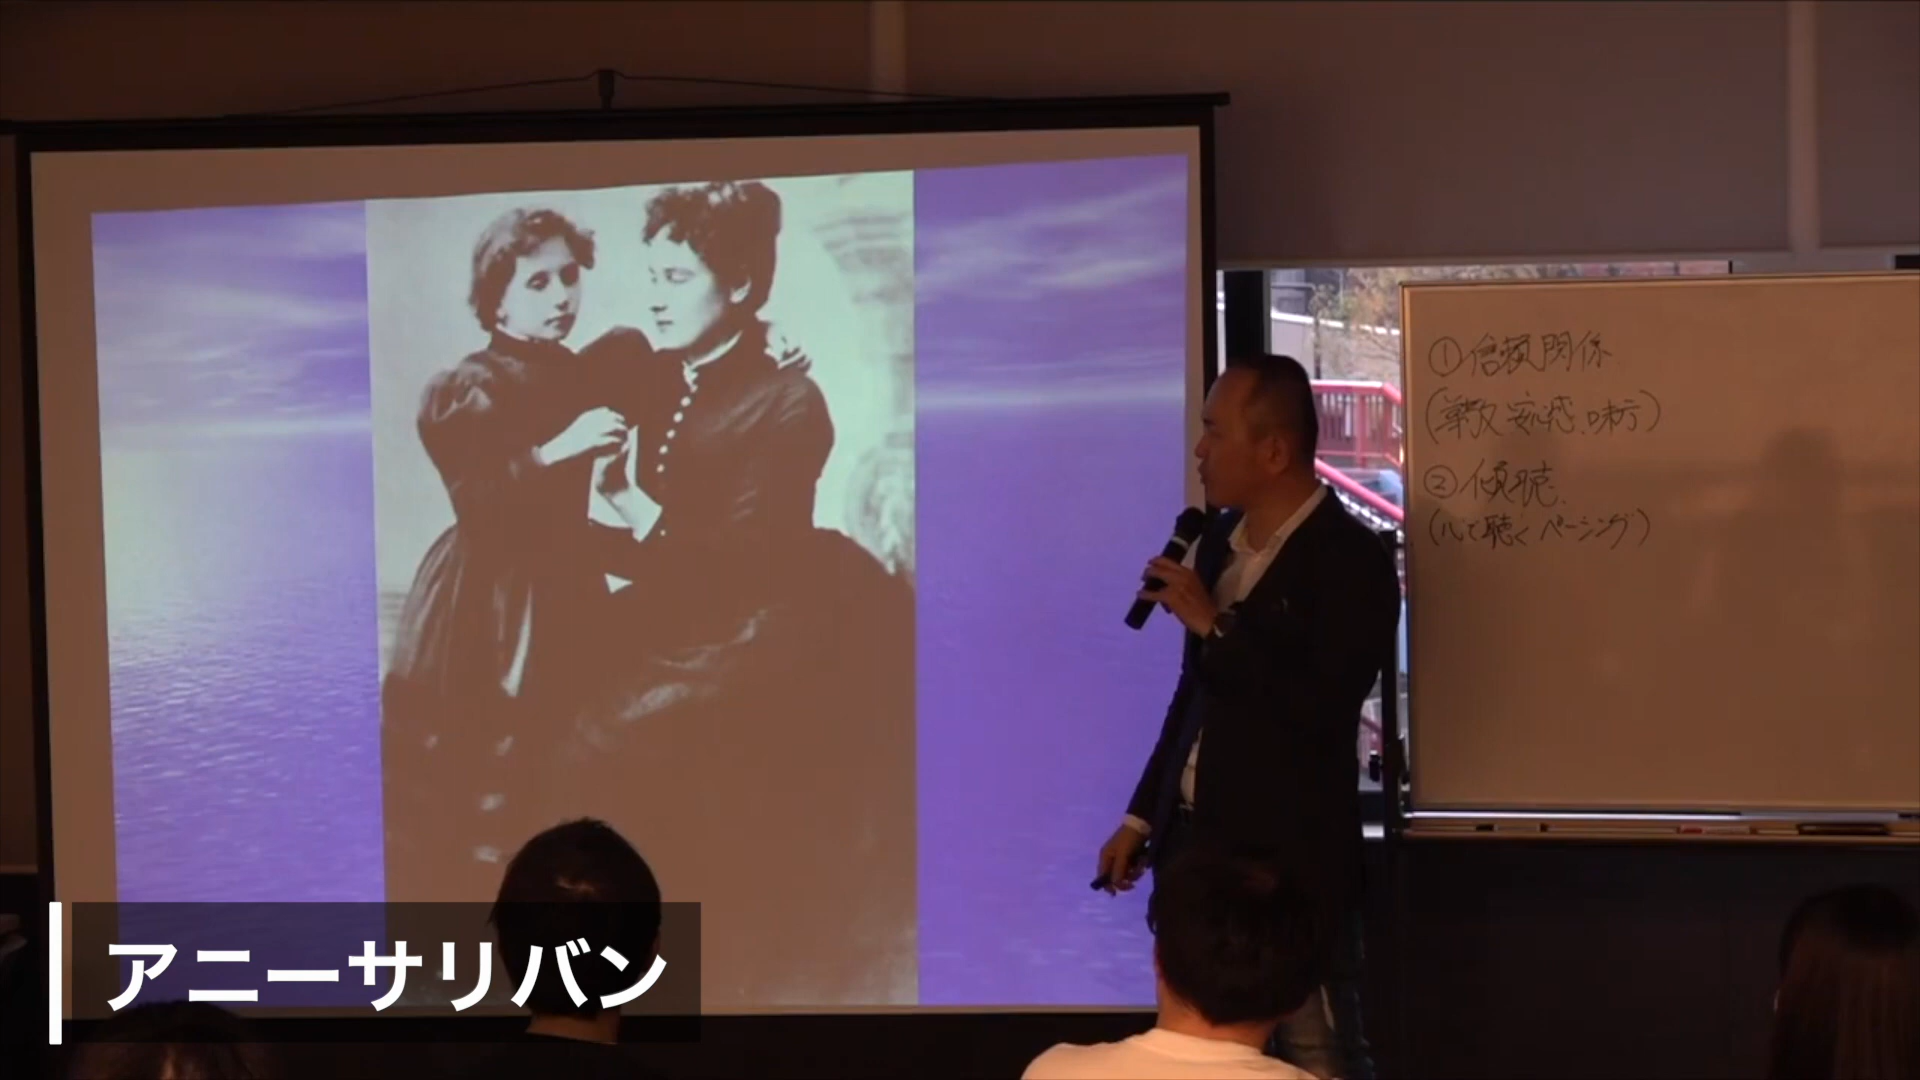 ①信頼関係
(尊敬 安心感、味方)
②傾聴
(心で聴く ペーシング)
アニーサリバン